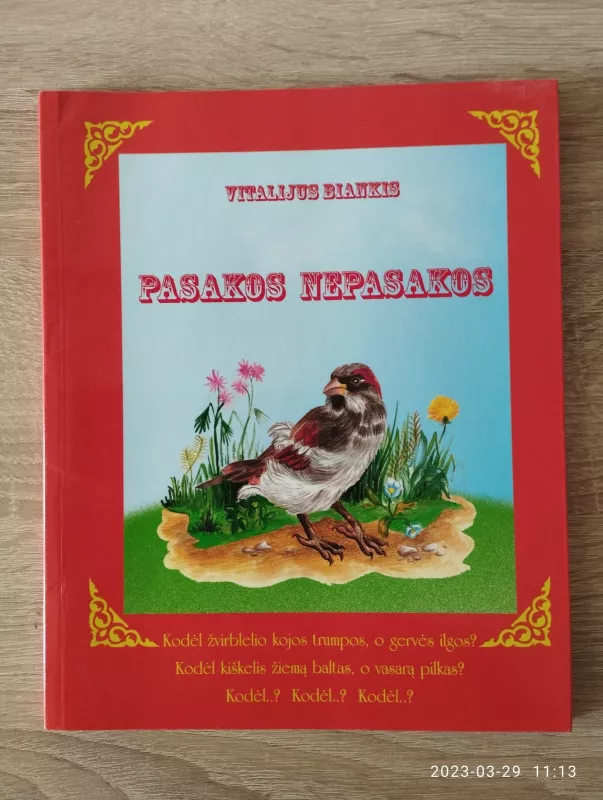 VITALIJUS BIANKIS
PASAKOS NEPASAKOS
Kodėl žvirblelio kojos trumpos, o gervės ilgos?
Kodėl kiškelis žiemą baltas, o vasarą pilkas?
Kodėl..? Kodėl..? Kodėl..?
2023-03-29 11:13